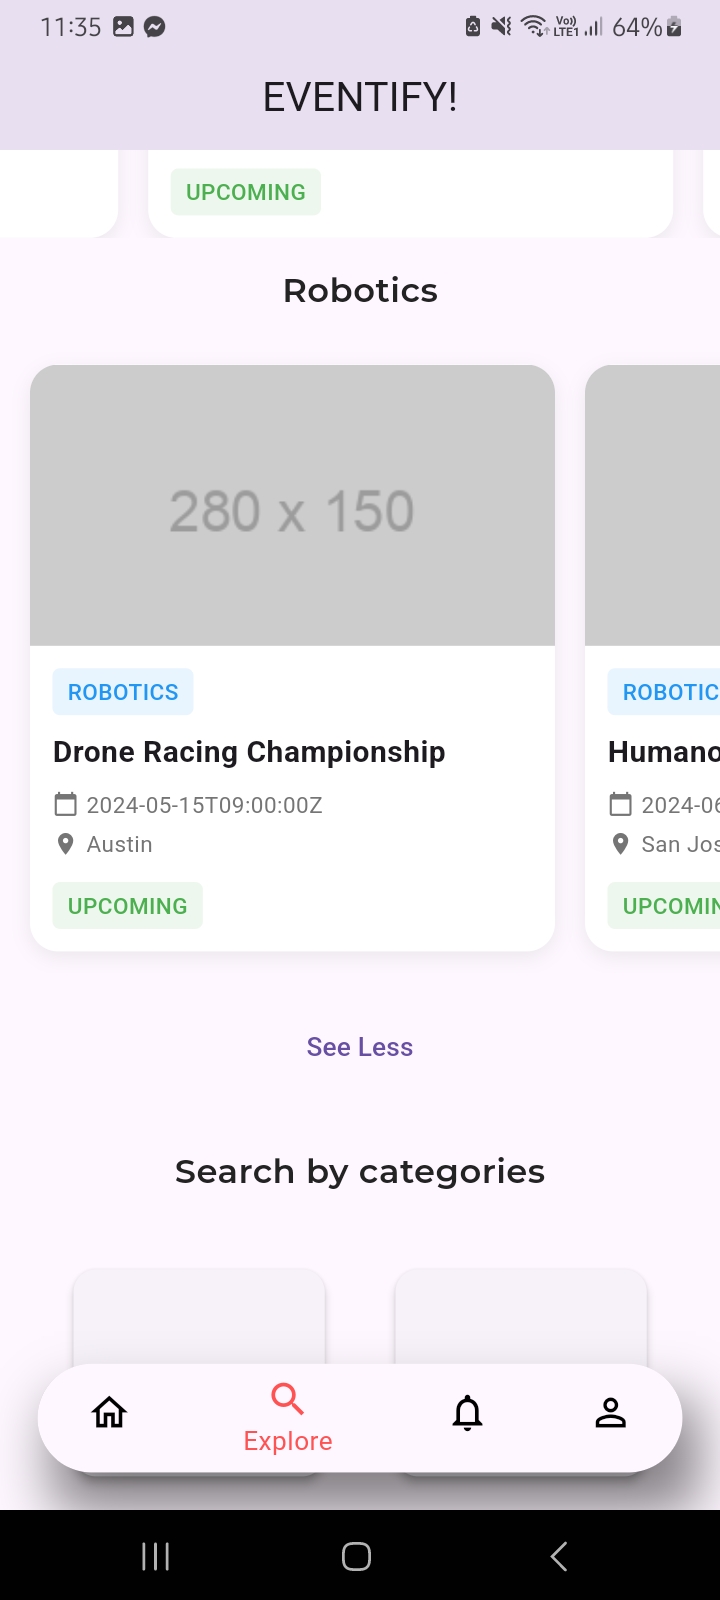 11:35
Vo)) LTE1 64%
EVENTIFY!
UPCOMING
Robotics
280 x 150
ROBOTICS
ROBOTIC
Drone Racing Championship
Humano
2024-05-15T09:00:00Z
2024-06
Austin
San Jos
UPCOMING
UPCOMIN
See Less
Search by categories
Explore